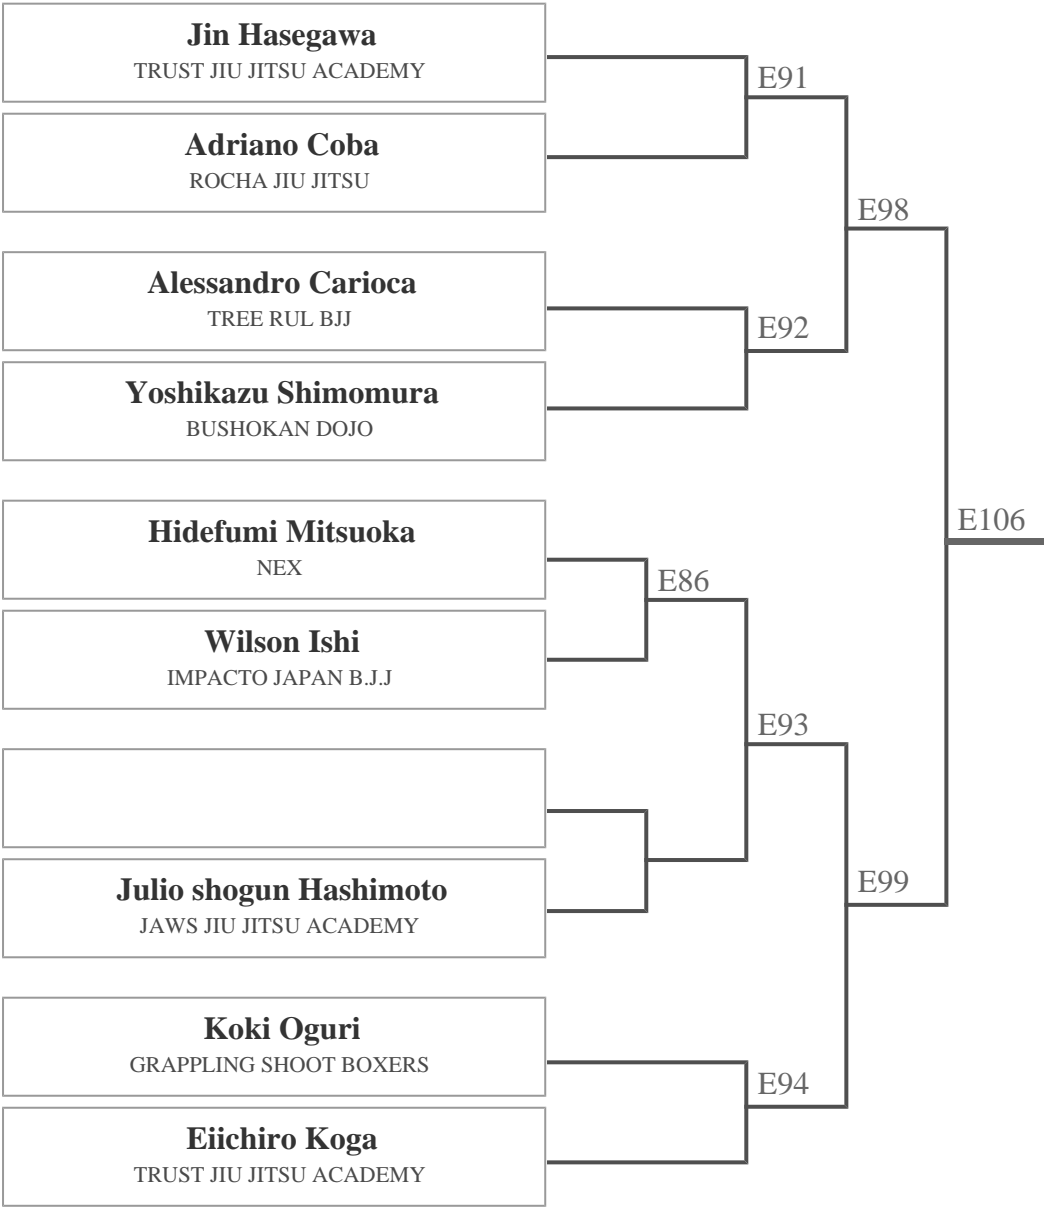 Jin Hasegawa
TRUST JIU JITSU ACADEMY
E91
Adriano Coba
ROCHA JIU JITSU
E98
Alessandro Carioca
TREE RUL BJJ
E92
Yoshikazu Shimomura
BUSHOKAN DOJO
E106
Hidefumi Mitsuoka
NEX
E86
Wilson Ishi
IMPACTO JAPAN B.J.J
E93
Julio shogun Hashimoto
JAWS JIU JITSU ACADEMY
E99
Koki Oguri
GRAPPLING SHOOT BOXERS
E94
Eiichiro Koga
TRUST JIU JITSU ACADEMY